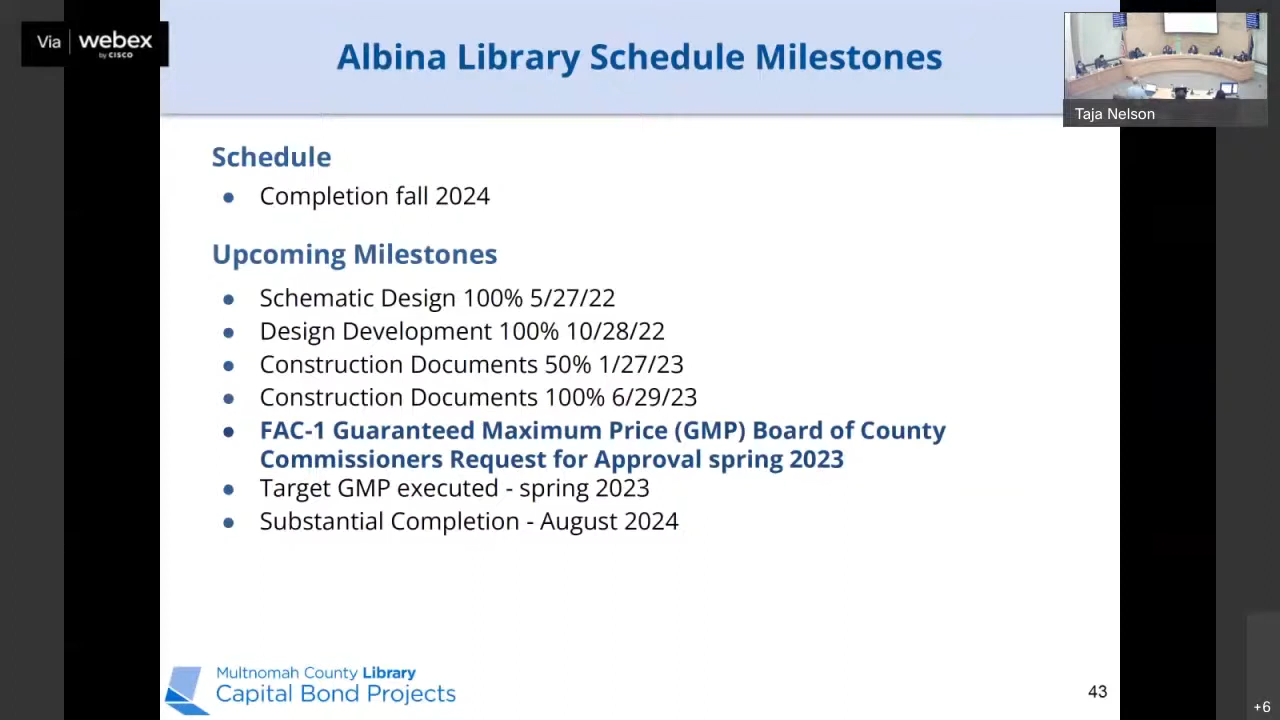 Via webex
by CISCO
Albina Library Schedule Milestones
Taja Nelson
Schedule
● Completion fall 2024
Upcoming Milestones
● Schematic Design 100% 5/27/22
● Design Development 100% 10/28/22
● Construction Documents 50% 1/27/23
● Construction Documents 100% 6/29/23
● FAC-1 Guaranteed Maximum Price (GMP) Board of County
Commissioners Request for Approval spring 2023
● Target GMP executed - spring 2023
● Substantial Completion - August 2024
Multnomah County Library
Capital Bond Projects
43
+6